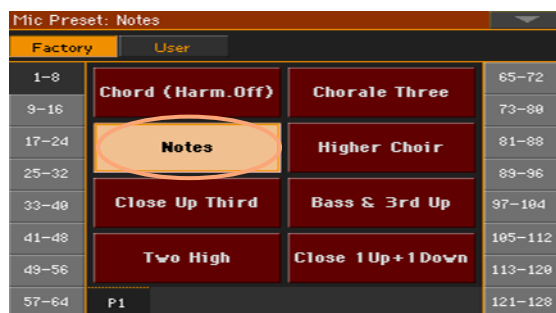 Mic Preset: Notes
Factory User
1-8
9-16
17-24
25-32
33-40
41-48
49-56
57-64
Chord (Harm.Off) Chorale Three
Notes Higher Choir
Close Up Third Bass & 3rd Up
Two High Close 1Up+1Down
P1
65-72
73-80
81-88
89-96
97-104
105-112
113-120
121-128